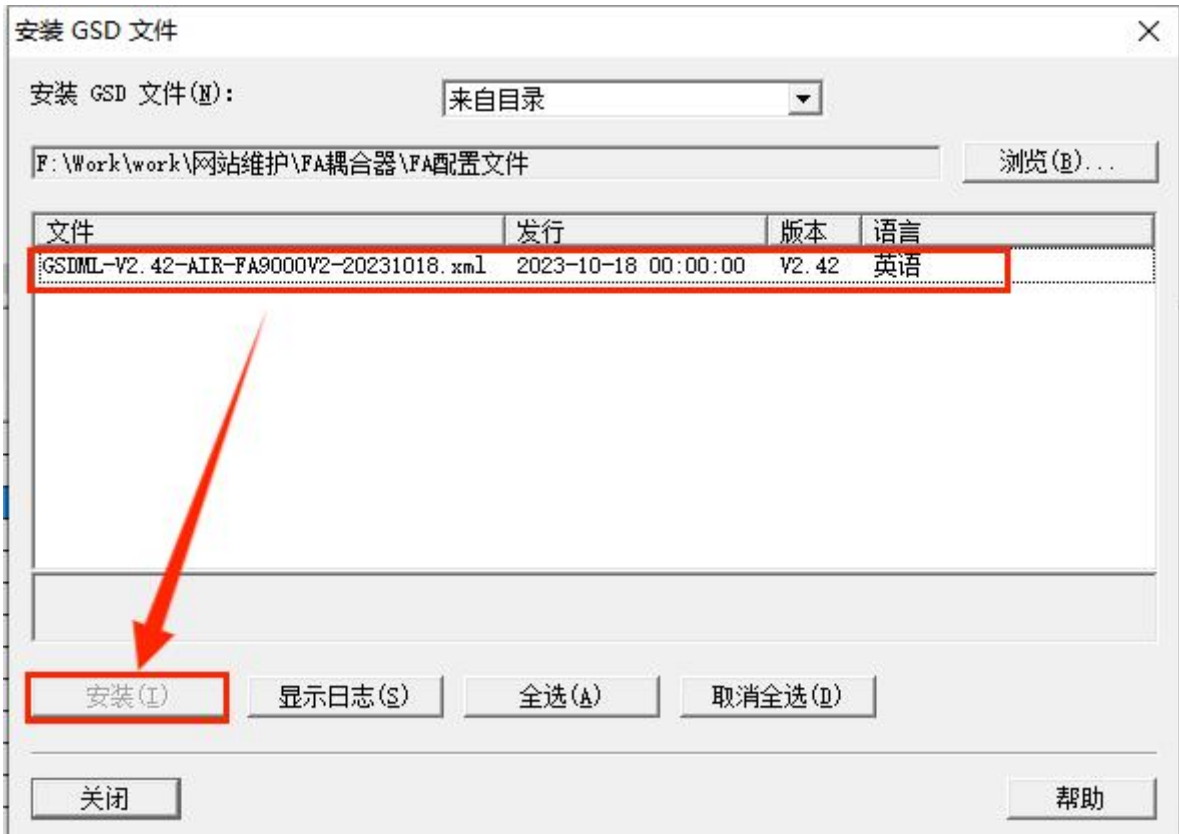 安装 GSD 文件
安装 GSD 文件(N): 来自目录
F:\Work\work\网站维护\FA耦合器\FA配置文件 浏览(B)...
文件 发行 版本 语言
GSDML-V2.42-AIR-FA9000V2-20231018.xml 2023-10-18 00:00:00 V2.42 英语
安装(I) 显示日志(S) 全选(A) 取消全选(D)
关闭 帮助